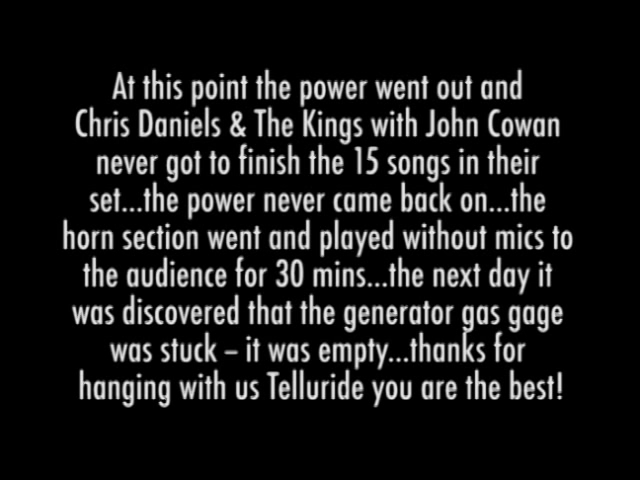 At this point the power went out and
Chris Daniels & The Kings with John Cowan
never got to finish the 15 songs in their
set...the power never came back on...the
horn section went and played without mics to
the audience for 30 mins...the next day it
was discovered that the generator gas gage
was stuck – it was empty...thanks for
hanging with us Telluride you are the best!